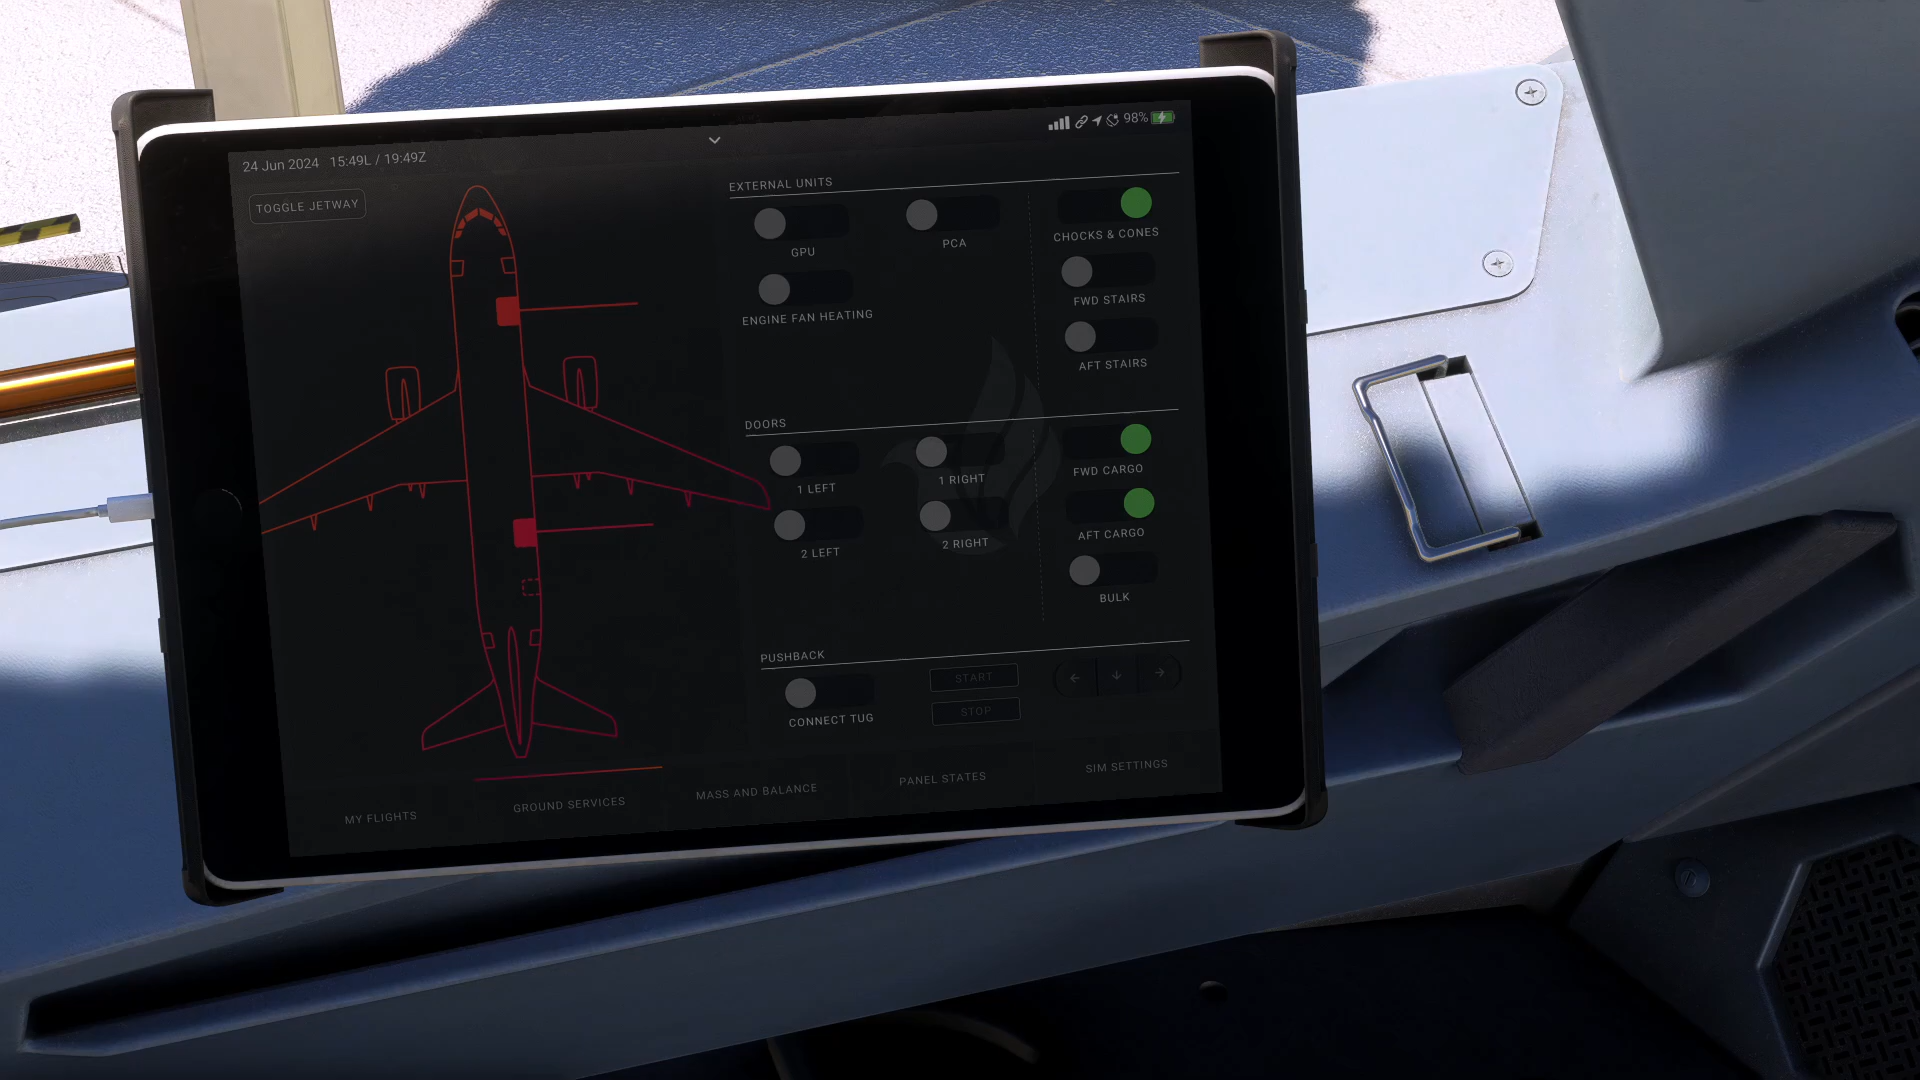 24 Jun 2024 15:49L / 19:49Z
98%
TOGGLE JETWAY
EXTERNAL UNITS
GPU
PCA
CHOCKS & CONES
ENGINE FAN HEATING
FWD STAIRS
AFT STAIRS
DOORS
1 LEFT
1 RIGHT
FWD CARGO
2 LEFT
2 RIGHT
AFT CARGO
BULK
PUSHBACK
CONNECT TUG
START
STOP
MY FLIGHTS
GROUND SERVICES
MASS AND BALANCE
PANEL STATES
SIM SETTINGS